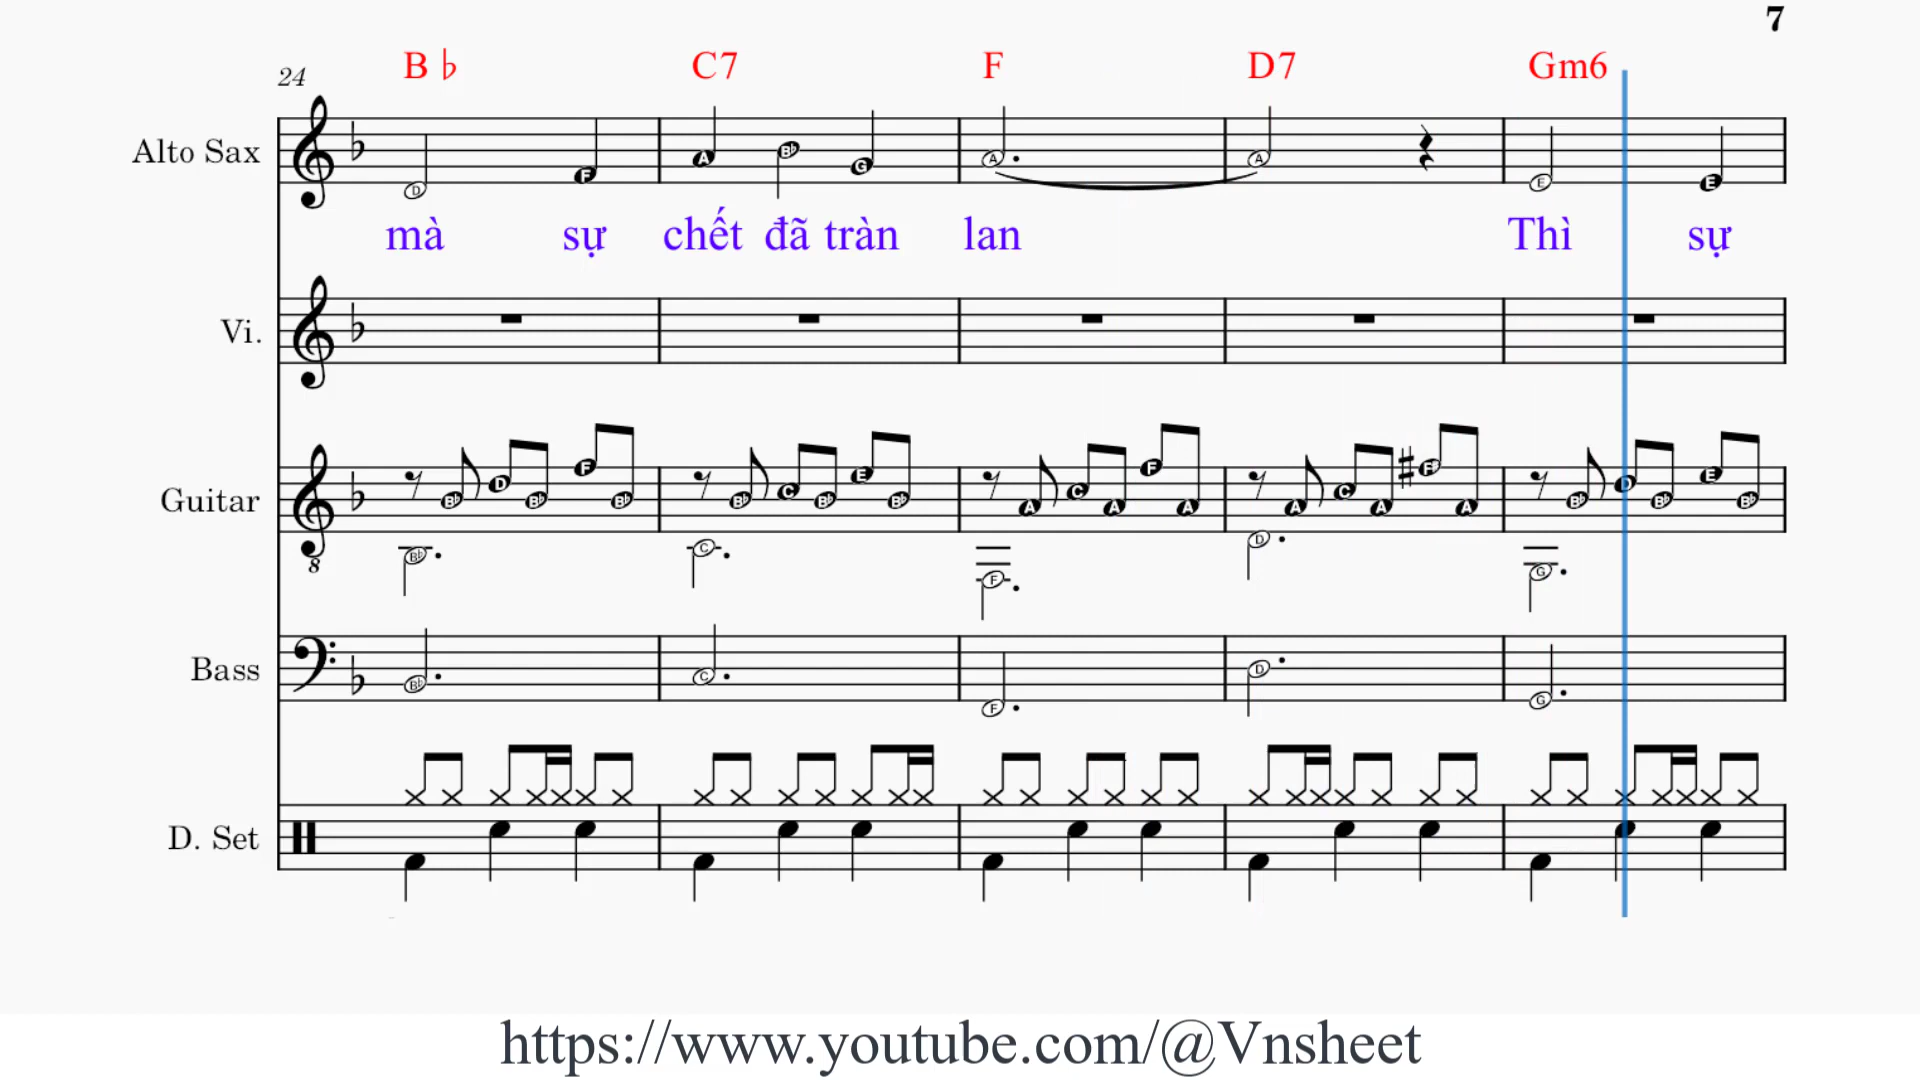 7
B♭ C7 F D7 Gm6
24
Alto Sax
D F A B♭ G A A E E
mà sự chết đã tràn lan Thì sự
Vi.
Guitar
B♭ D B♭ F B♭ B♭ C B♭ E B♭ A C A F A A C A F♯ A B♭ D B♭ E B♭
8
B♭ C F D G
Bass
B♭ C F D G
D. Set
https://www.youtube.com/@Vnsheet